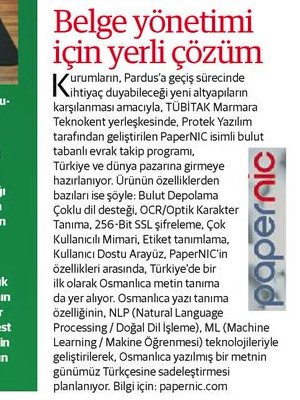 Belge yönetimi
için yerli çözüm
Kurumların, Pardus'a geçiş sürecinde
ihtiyaç duyabileceği yeni altyapıların
karşılanması amacıyla, TÜBİTAK Marmara
Teknokent yerleşkesinde, Protek Yazılım
tarafından geliştirilen PaperNIC isimli bulut
tabanlı evrak takip programı,
Türkiye ve dünya pazarına girmeye
hazırlanıyor. Ürünün özelliklerden
bazıları ise şöyle: Bulut Depolama
Çoklu dil desteği, OCR/Optik Karakter
Tanıma, 256-Bit SSL şifreleme, Çok
Kullanıcılı Mimari, Etiket tanımlama,
Kullanıcı Dostu Arayüz, PaperNIC'in
özellikleri arasında, Türkiye'de bir
ilk olarak Osmanlıca metin tanıma
da yer alıyor. Osmanlıca yazı tanıma
özelliğinin, NLP (Natural Language
Processing / Doğal Dil İşleme), ML (Machine
Learning / Makine Öğrenmesi) teknolojileriyle
geliştirilerek, Osmanlıca yazılmış bir metnin
günümüz Türkçesine sadeleştirmesi
planlanıyor. Bilgi için: papernic.com
papernic